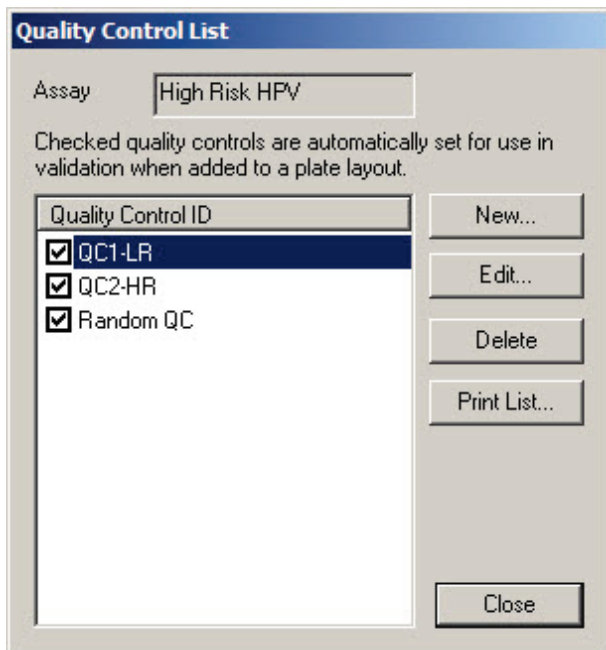 Quality Control List
Assay High Risk HPV
Checked quality controls are automatically set for use in
validation when added to a plate layout.
Quality Control ID
QC1-LR
QC2-HR
Random QC
New...
Edit...
Delete
Print List...
Close